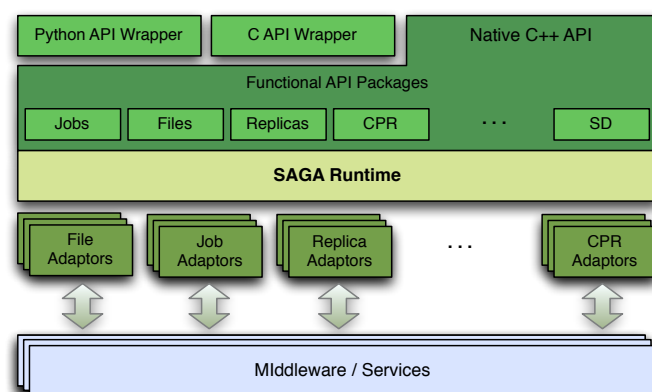 Python API Wrapper
C API Wrapper
Native C++ API
Functional API Packages
Jobs
Files
Replicas
CPR
. . .
SD
SAGA Runtime
File
Adaptors
Job
Adaptors
Replica
Adaptors
. . .
CPR
Adaptors
MIddleware / Services